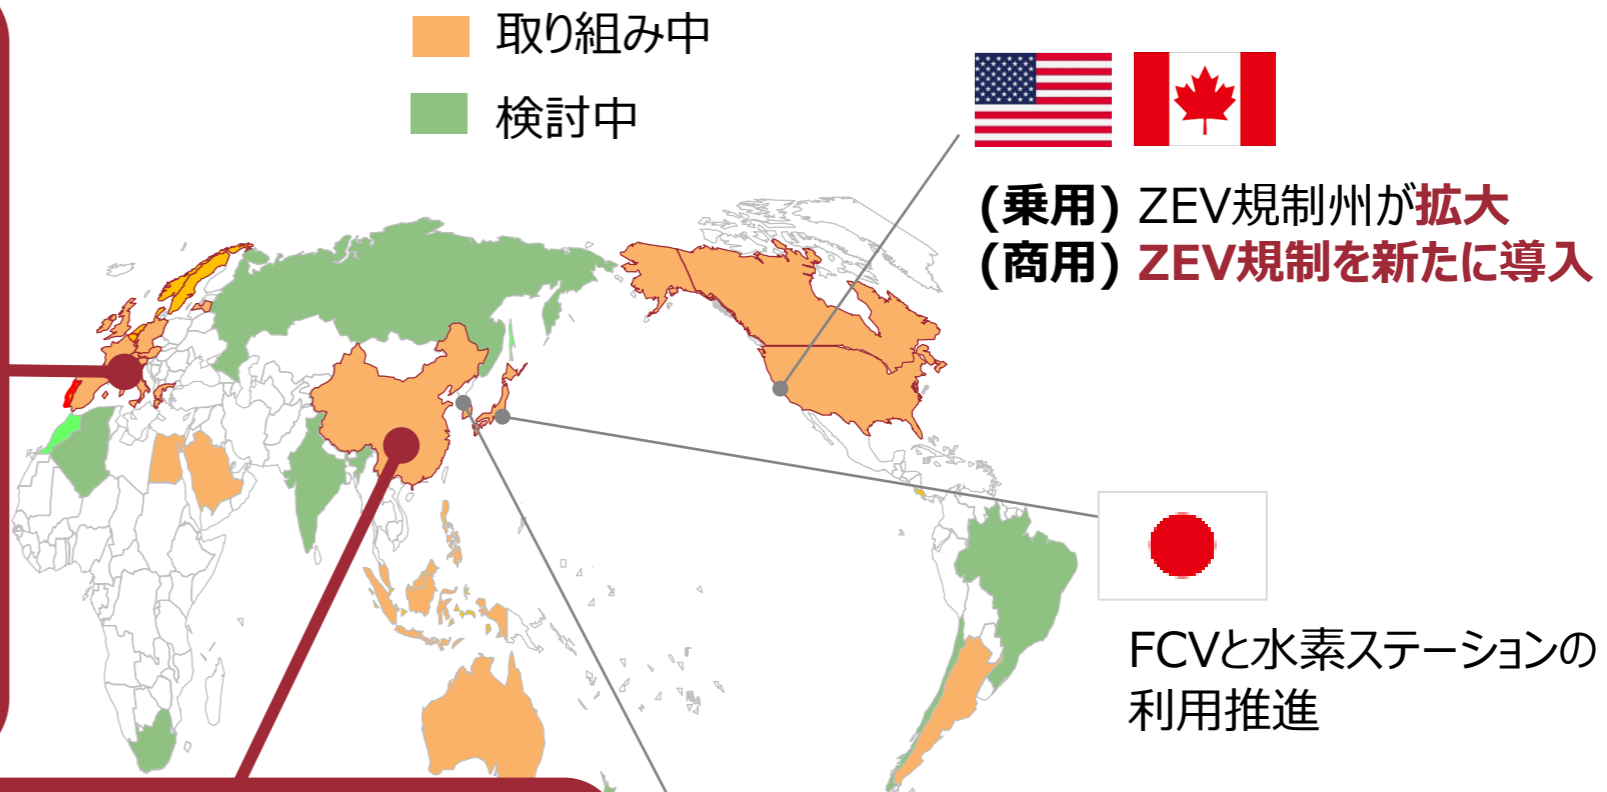 取り組み中
検討中
(乗用) ZEV規制州が拡大
(商用) ZEV規制を新たに導入
FCVと水素ステーションの
利用推進